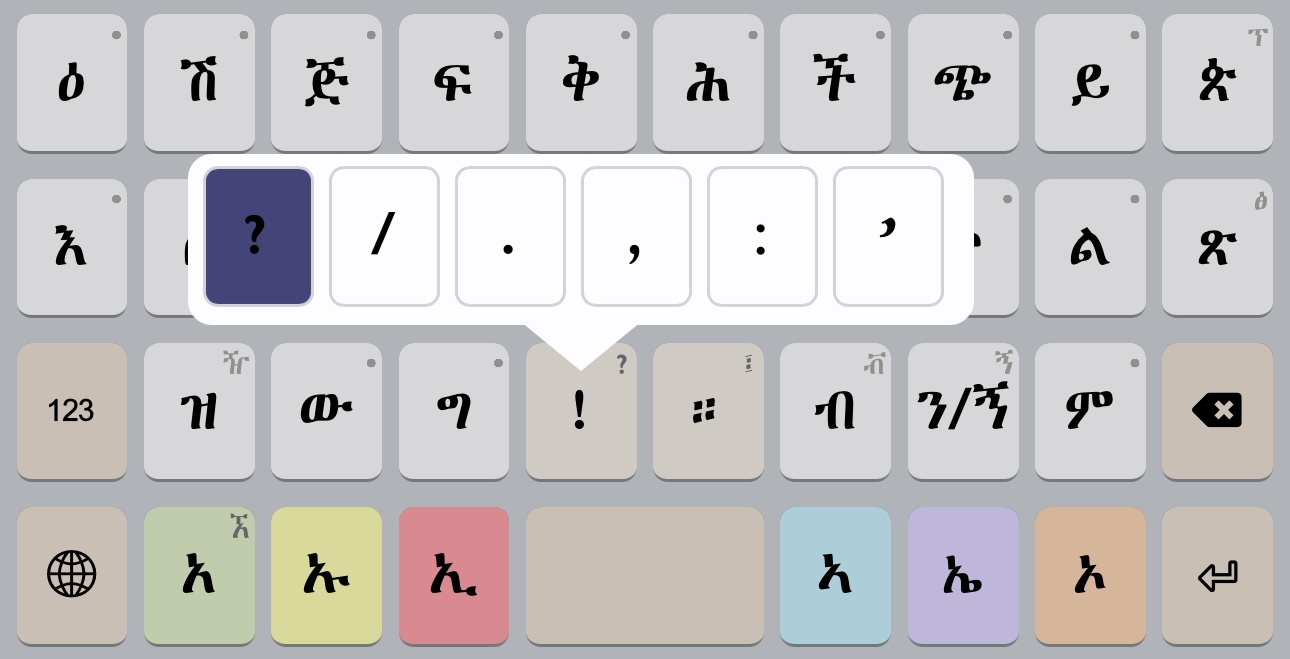 ዕ ሽ ጅ ፍ ቅ ሕ ች ጭ ይ ጵ ፕ
? / . , : ’
እ ል ጽ ፅ
123 ዝ ዥ ው ግ ! ? ። ፤ ብ ቭ ን/ኝ ኝ ም
አ ኧ ኡ ኢ ኣ ኤ ኦ